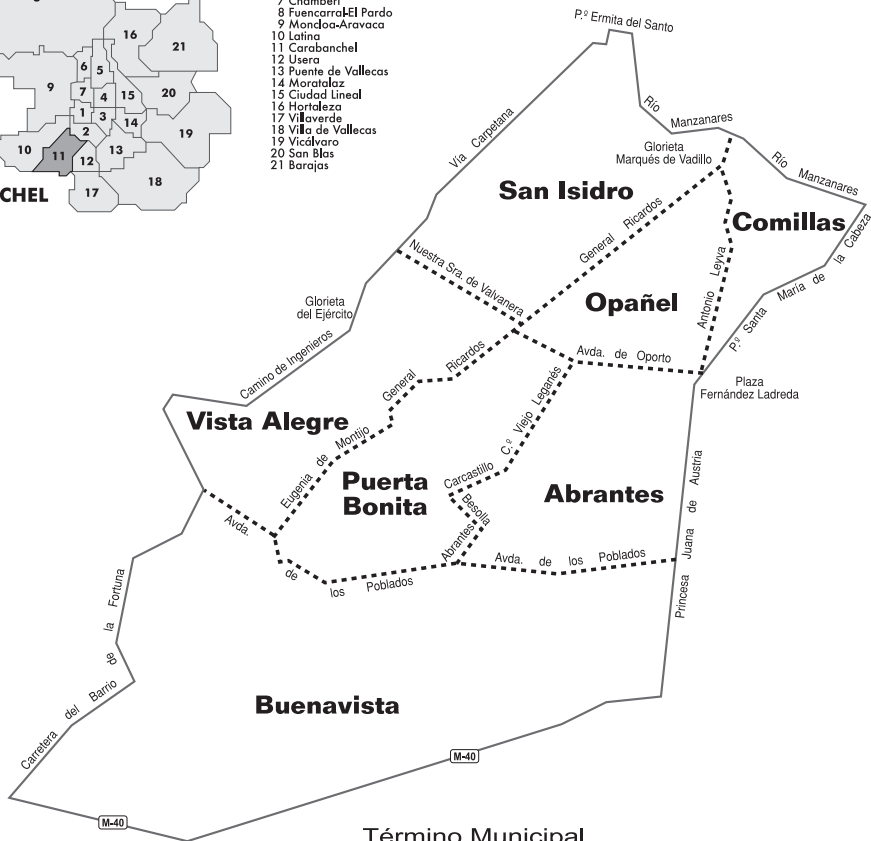 7 Chamberí
8 Fuencarral-El Pardo
9 Moncloa-Aravaca
10 Latina
11 Carabanchel
12 Usera
13 Puente de Vallecas
14 Moratalaz
15 Ciudad Lineal
16 Hortaleza
17 Villaverde
18 Villa de Vallecas
19 Vicálvaro
20 San Blas
21 Barajas
16
21
6
5
9
7
4
15
20
1
3
14
19
2
13
10
11
12
18
17
CHEL
P.º Ermita del Santo
Río
Manzanares
Vía Carpetana
Glorieta
Marqués de Vadillo
Río
Manzanares
San Isidro
Comillas
General Ricardos
Antonio Leyva
P.º Santa María de la Cabeza
Nuestra Sra. de Valvanera
Opañel
Glorieta
del Ejército
Avda. de Oporto
Plaza
Fernández Ladreda
Camino de Ingenieros
General Ricardos
Vista Alegre
Eugenia de Montijo
C.º Viejo Leganés
Carcastillo
Besolla
Abrantes
Puerta
Bonita
Abrantes
Princesa Juana de Austria
Avda.
de
los Poblados
Avda. de los Poblados
Carretera del Barrio de la Fortuna
Buenavista
M-40
M-40
Término Municipal